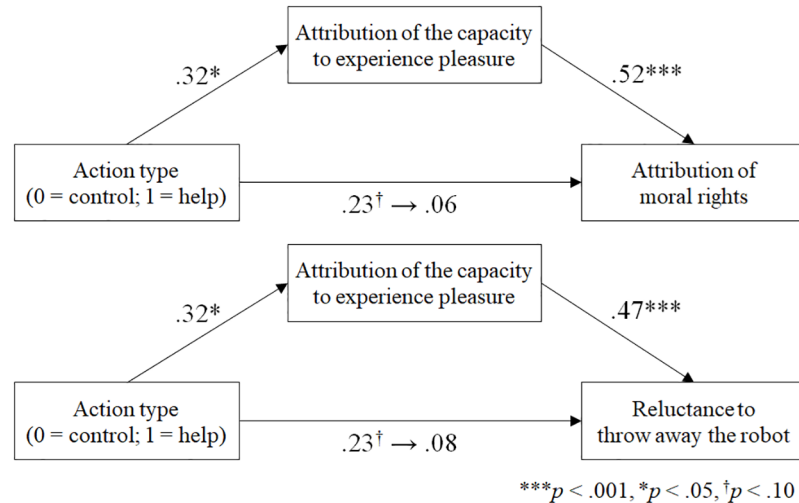 Attribution of the capacity
to experience pleasure
.32*
.52***
Action type
(0 = control; 1 = help)
Attribution of
moral rights
.23† → .06
Attribution of the capacity
to experience pleasure
.32*
.47***
Action type
(0 = control; 1 = help)
Reluctance to
throw away the robot
.23† → .08
***p < .001, *p < .05, †p < .10